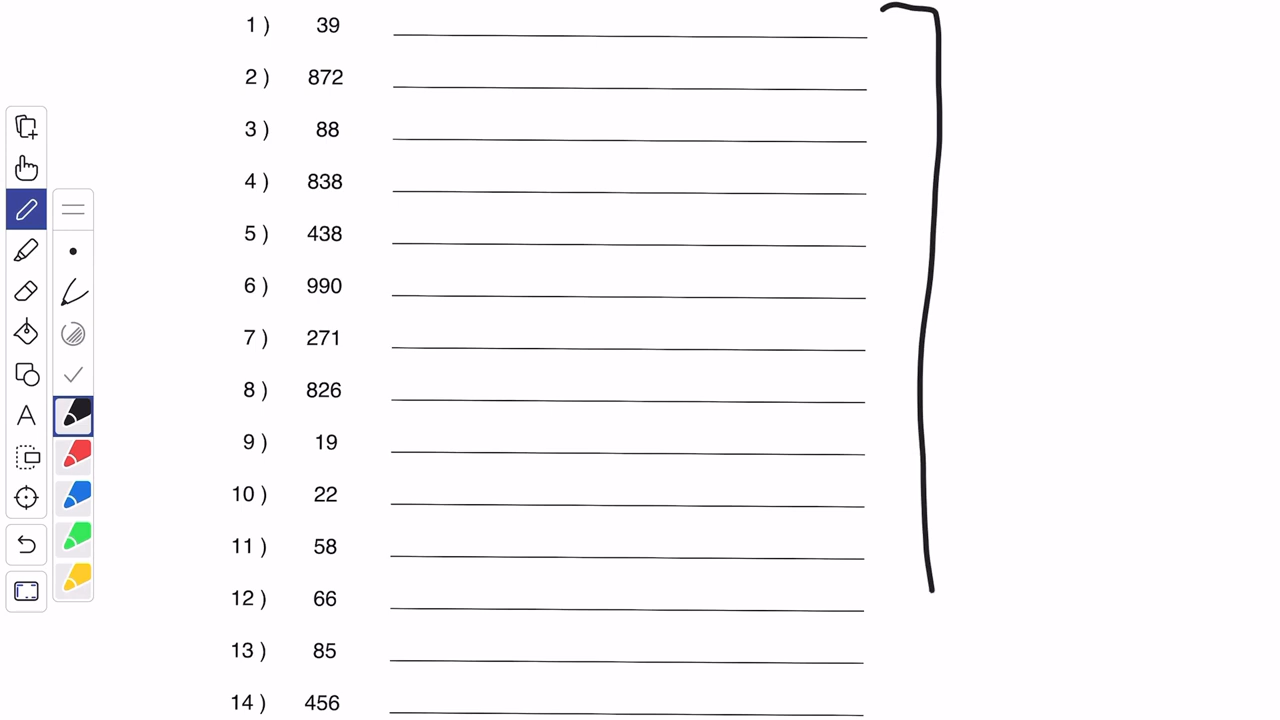 1 ) 39
2 ) 872
3 ) 88
4 ) 838
5 ) 438
6 ) 990
7 ) 271
8 ) 826
9 ) 19
10 ) 22
11 ) 58
12 ) 66
13 ) 85
14 ) 456
A